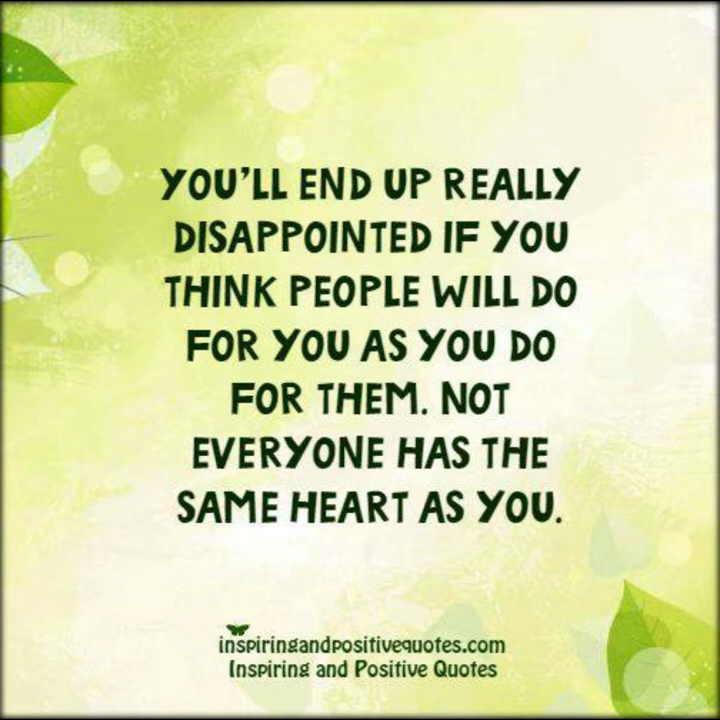 YOU'LL END UP REALLY
DISAPPOINTED IF YOU
THINK PEOPLE WILL DO
FOR YOU AS YOU DO
FOR THEM. NOT
EVERYONE HAS THE
SAME HEART AS YOU.
inspiringandpositivequotes.com
Inspiring and Positive Quotes